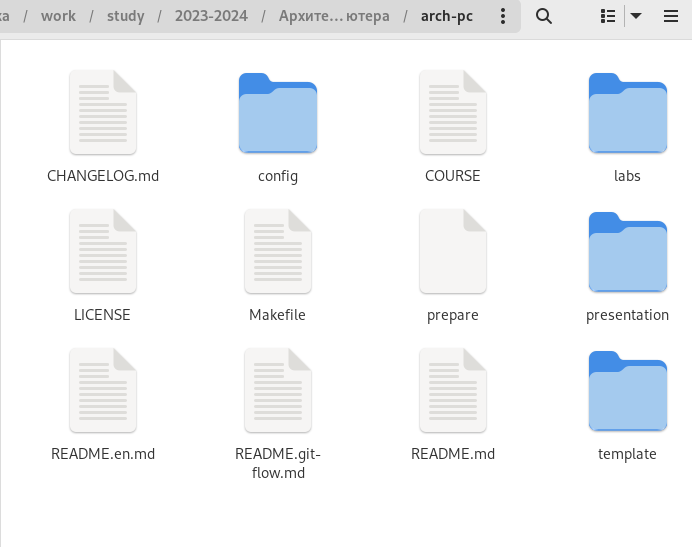 ка / work / study / 2023-2024 / Архите… ютера / arch-pc
CHANGELOG.md
config
COURSE
labs
LICENSE
Makefile
prepare
presentation
README.en.md
README.git-
flow.md
README.md
template